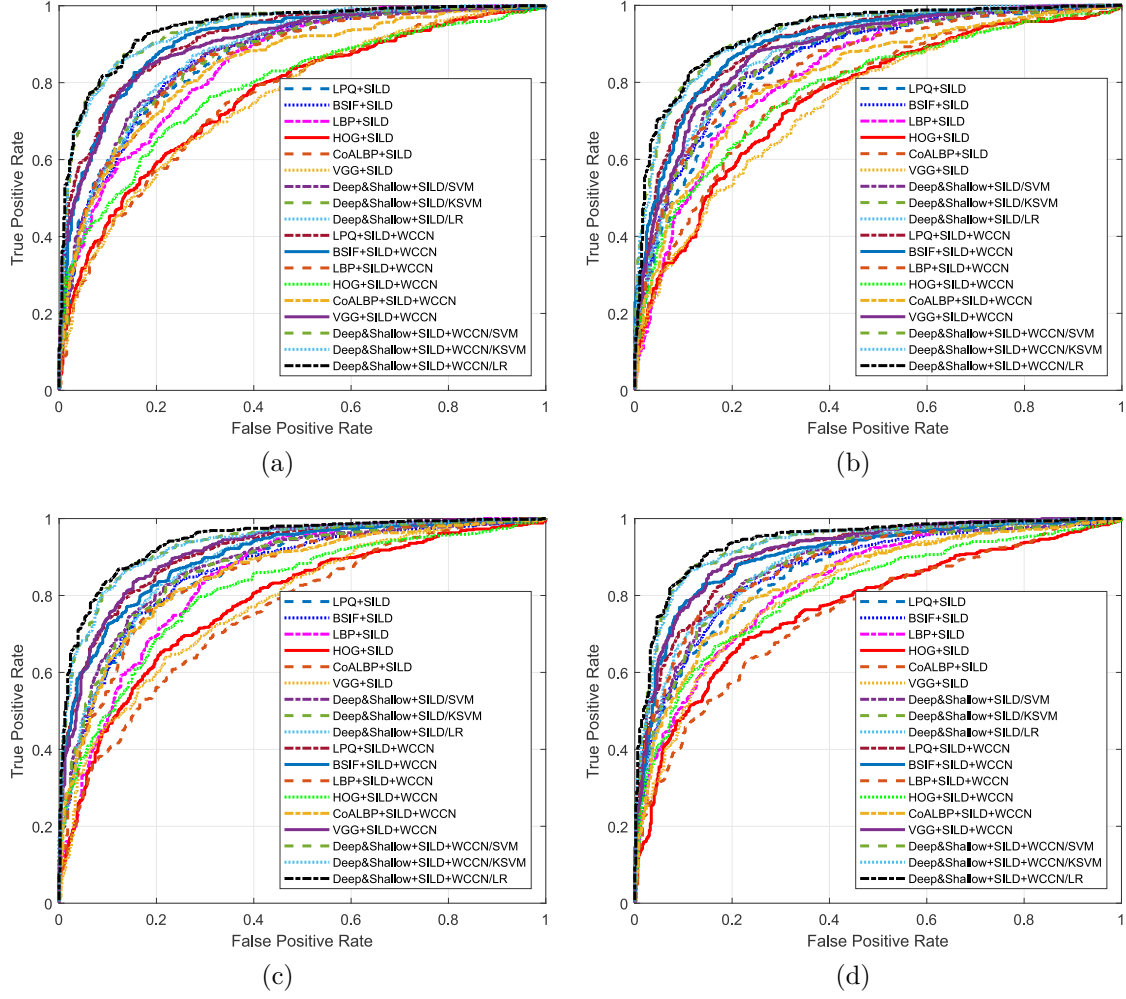 1
0.8
0.6
0.4
0.2
0
True Positive Rate
LPQ+SILD
BSIF+SILD
LBP+SILD
HOG+SILD
CoALBP+SILD
VGG+SILD
Deep&Shallow+SILD/SVM
Deep&Shallow+SILD/KSVM
Deep&Shallow+SILD/LR
LPQ+SILD+WCCN
BSIF+SILD+WCCN
LBP+SILD+WCCN
HOG+SILD+WCCN
CoALBP+SILD+WCCN
VGG+SILD+WCCN
Deep&Shallow+SILD+WCCN/SVM
Deep&Shallow+SILD+WCCN/KSVM
Deep&Shallow+SILD+WCCN/LR
0 0.2 0.4 0.6 0.8 1
False Positive Rate
(a)
1
0.8
0.6
0.4
0.2
0
True Positive Rate
LPQ+SILD
BSIF+SILD
LBP+SILD
HOG+SILD
CoALBP+SILD
VGG+SILD
Deep&Shallow+SILD/SVM
Deep&Shallow+SILD/KSVM
Deep&Shallow+SILD/LR
LPQ+SILD+WCCN
BSIF+SILD+WCCN
LBP+SILD+WCCN
HOG+SILD+WCCN
CoALBP+SILD+WCCN
VGG+SILD+WCCN
Deep&Shallow+SILD+WCCN/SVM
Deep&Shallow+SILD+WCCN/KSVM
Deep&Shallow+SILD+WCCN/LR
0 0.2 0.4 0.6 0.8 1
False Positive Rate
(b)
1
0.8
0.6
0.4
0.2
0
True Positive Rate
LPQ+SILD
BSIF+SILD
LBP+SILD
HOG+SILD
CoALBP+SILD
VGG+SILD
Deep&Shallow+SILD/SVM
Deep&Shallow+SILD/KSVM
Deep&Shallow+SILD/LR
LPQ+SILD+WCCN
BSIF+SILD+WCCN
LBP+SILD+WCCN
HOG+SILD+WCCN
CoALBP+SILD+WCCN
VGG+SILD+WCCN
Deep&Shallow+SILD+WCCN/SVM
Deep&Shallow+SILD+WCCN/KSVM
Deep&Shallow+SILD+WCCN/LR
0 0.2 0.4 0.6 0.8 1
False Positive Rate
(c)
1
0.8
0.6
0.4
0.2
0
True Positive Rate
LPQ+SILD
BSIF+SILD
LBP+SILD
HOG+SILD
CoALBP+SILD
VGG+SILD
Deep&Shallow+SILD/SVM
Deep&Shallow+SILD/KSVM
Deep&Shallow+SILD/LR
LPQ+SILD+WCCN
BSIF+SILD+WCCN
LBP+SILD+WCCN
HOG+SILD+WCCN
CoALBP+SILD+WCCN
VGG+SILD+WCCN
Deep&Shallow+SILD+WCCN/SVM
Deep&Shallow+SILD+WCCN/KSVM
Deep&Shallow+SILD+WCCN/LR
0 0.2 0.4 0.6 0.8 1
False Positive Rate
(d)